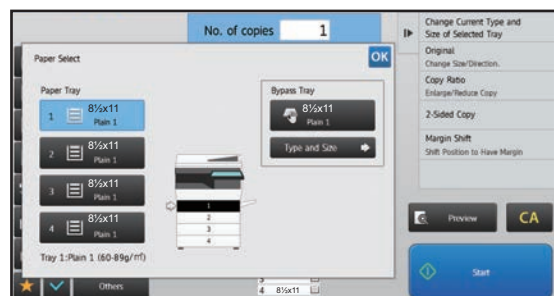 No. of copies 1
Paper Select
OK
Paper Tray
1 8½x11
Plain 1
2 8½x11
Plain 1
3 8½x11
Plain 1
4 8½x11
Plain 1
Tray 1:Plain 1 (60-89g/㎡)
1
2
3
4
Bypass Tray
8½x11
Plain 1
Type and Size
Change Current Type and
Size of Selected Tray
Original
Change Size/Direction.
Copy Ratio
Enlarge/Reduce Copy
2-Sided Copy
Margin Shift
Shift Position to Have Margin
Preview
CA
Start
Others
4 8½x11